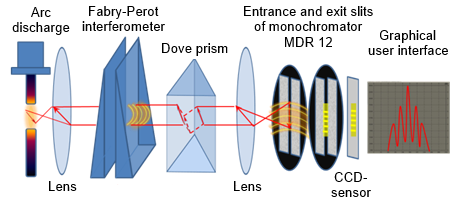 Arc
discharge
Fabry-Perot
interferometer
Dove prism
Entrance and exit slits
of monochromator
MDR 12
Graphical
user interface
Lens
Lens
CCD-
sensor